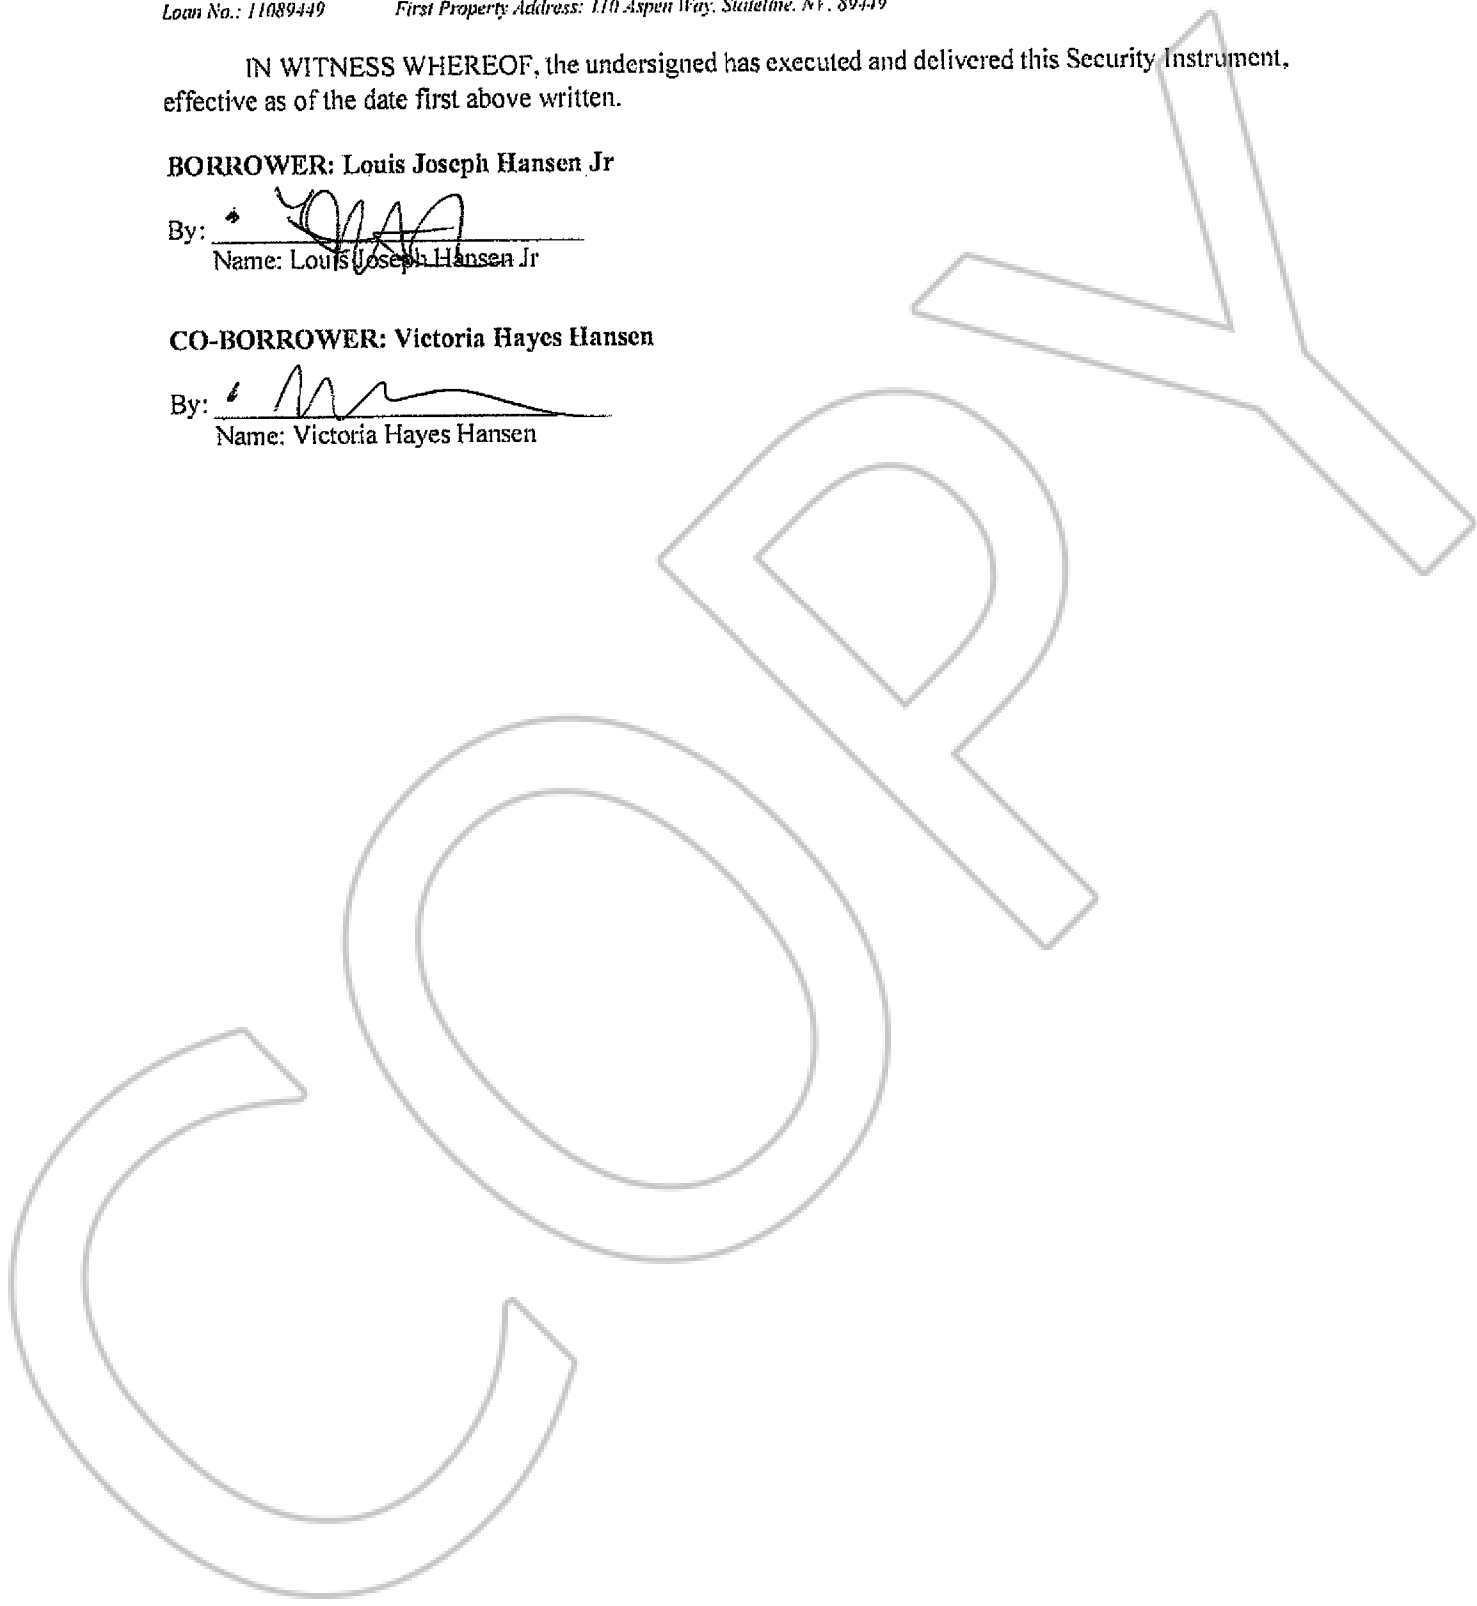 Loan No.: 11089449 First Property Address: 110 Aspen Way, Stateline, NV, 89449
IN WITNESS WHEREOF, the undersigned has executed and delivered this Security Instrument,
effective as of the date first above written.
BORROWER: Louis Joseph Hansen Jr
By:
Name: Louis Joseph Hansen Jr
CO-BORROWER: Victoria Hayes Hansen
By:
Name: Victoria Hayes Hansen
COPY